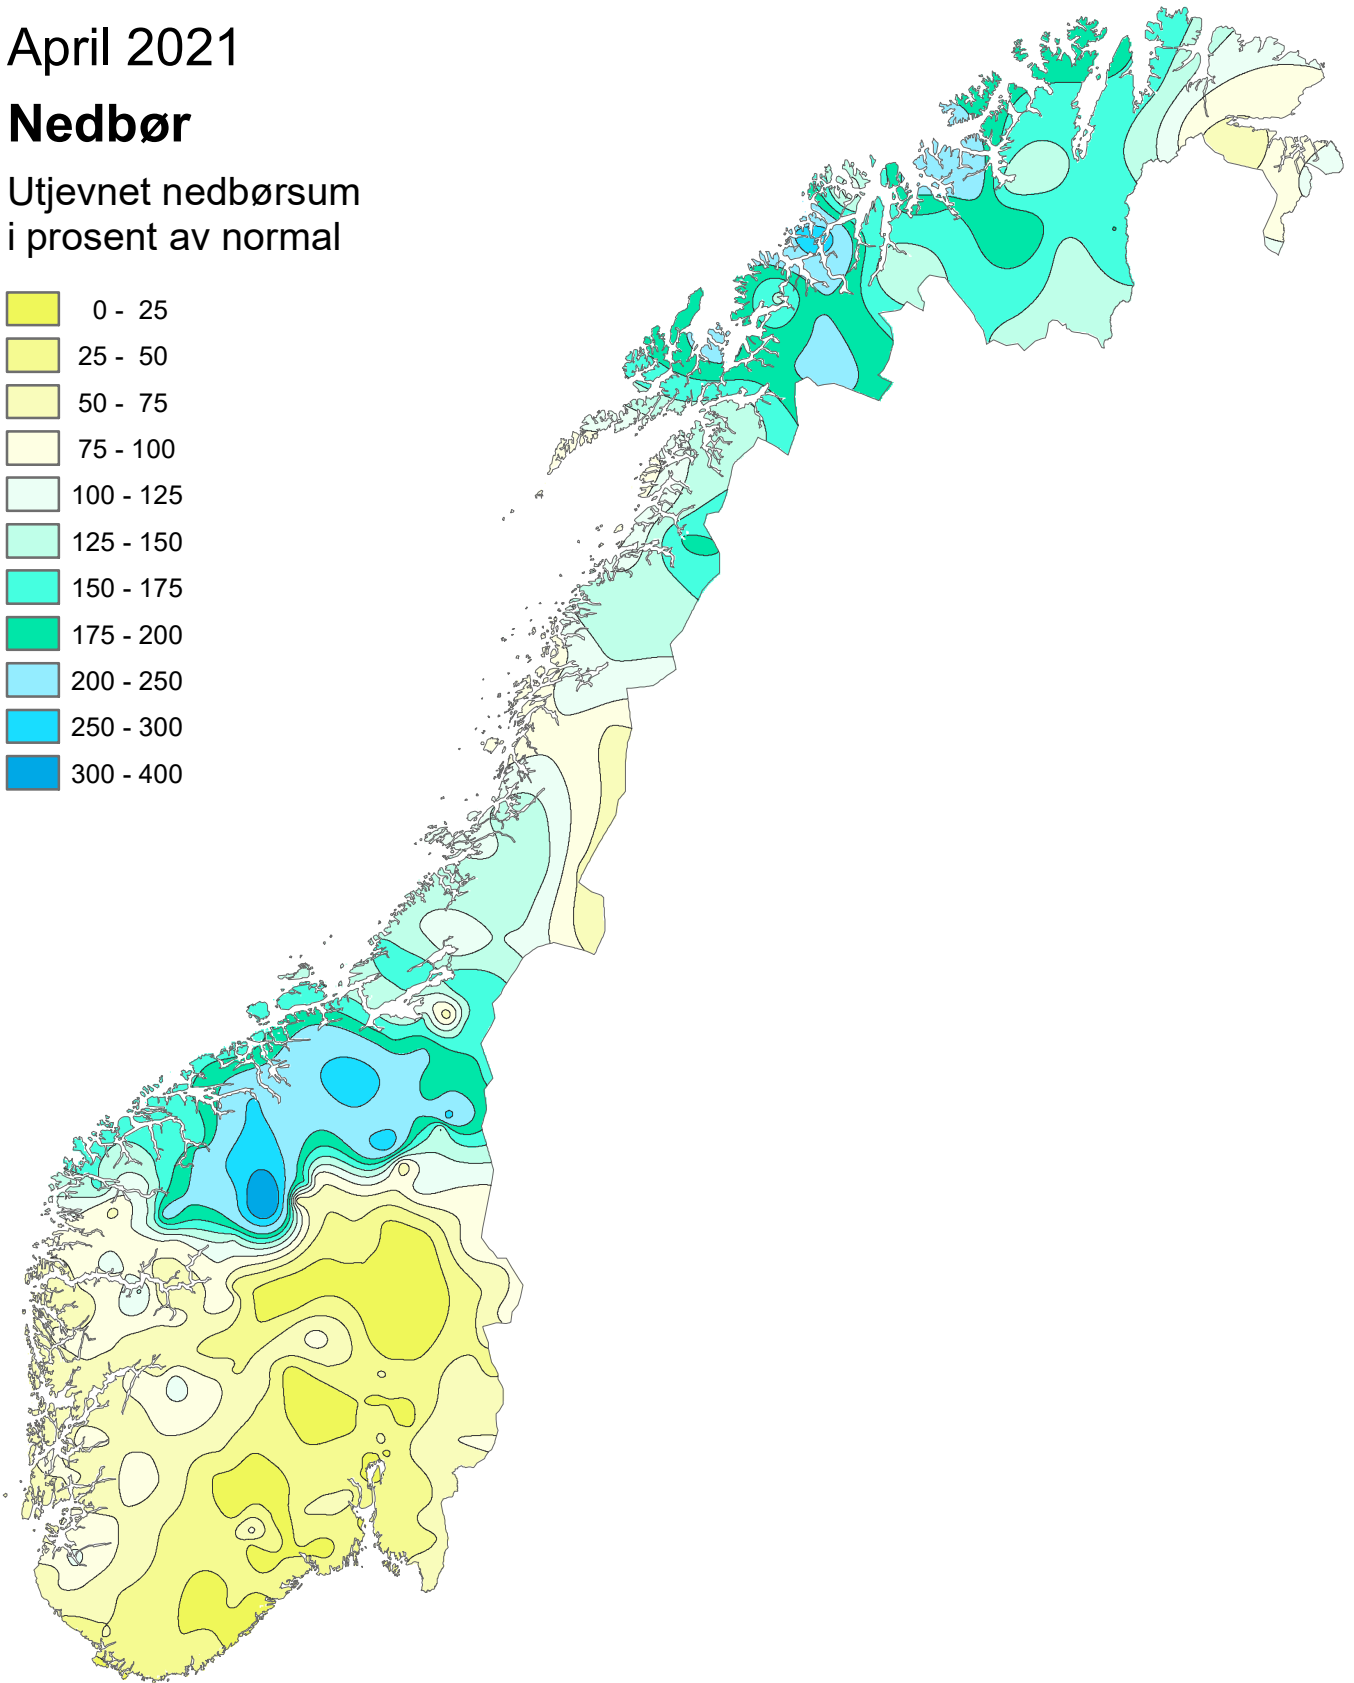 April 2021
Nedbør
Utjevnet nedbørsum
i prosent av normal
0 - 25
25 - 50
50 - 75
75 - 100
100 - 125
125 - 150
150 - 175
175 - 200
200 - 250
250 - 300
300 - 400